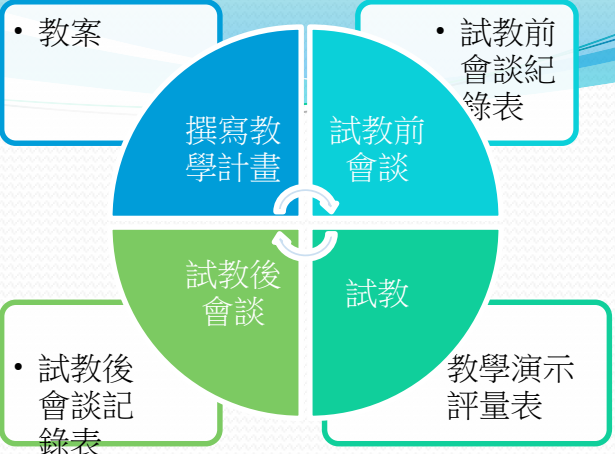 • 教案
• 試教前
會談紀
錄表
撰寫教
學計畫
試教前
會談
試教後
會談
試教
• 試教後
會談記
錄表
教學演示
評量表